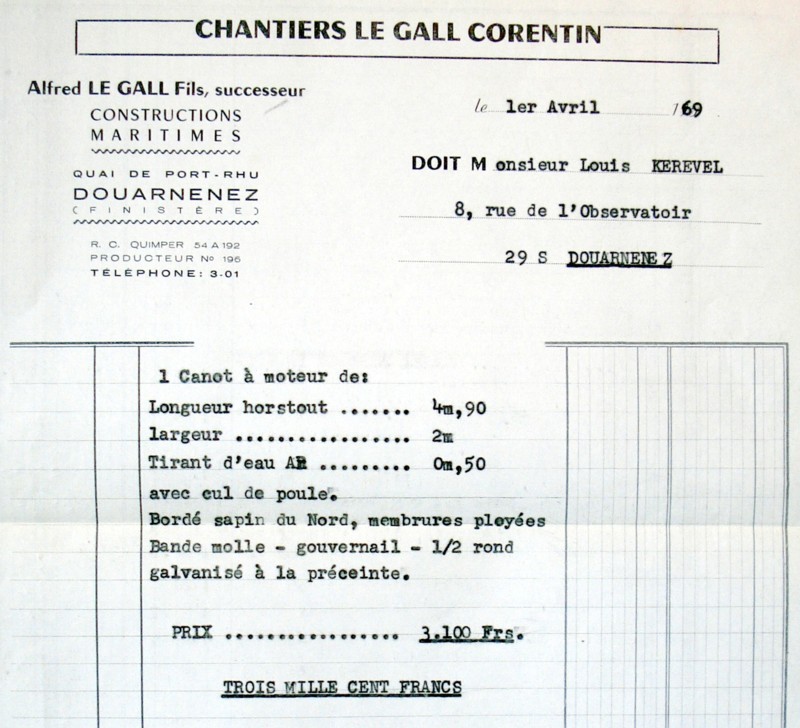 CHANTIERS LE GALL CORENTIN
Alfred LE GALL Fils, successeur
CONSTRUCTIONS
MARITIMES
QUAI DE PORT-RHU
DOUARNENEZ
(FINISTÈRE)
R. C. QUIMPER 54 A 192
PRODUCTEUR Nº 196
TÉLÉPHONE: 3-01
le 1er Avril 169
DOIT Monsieur Louis KEREVEL
8, rue de l'Observatoir
29 S DOUARNENEZ
1 Canot à moteur de:
Longueur horstout ....... 4m,90
largeur .................. 2m
Tirant d'eau AR ......... 0m,50
avec cul de poule.
Bordé sapin du Nord, membrures ployées
Bande molle - gouvernail - 1/2 rond
galvanisé à la préceinte.
PRIX ................. 3.100 Frs.
TROIS MILLE CENT FRANCS